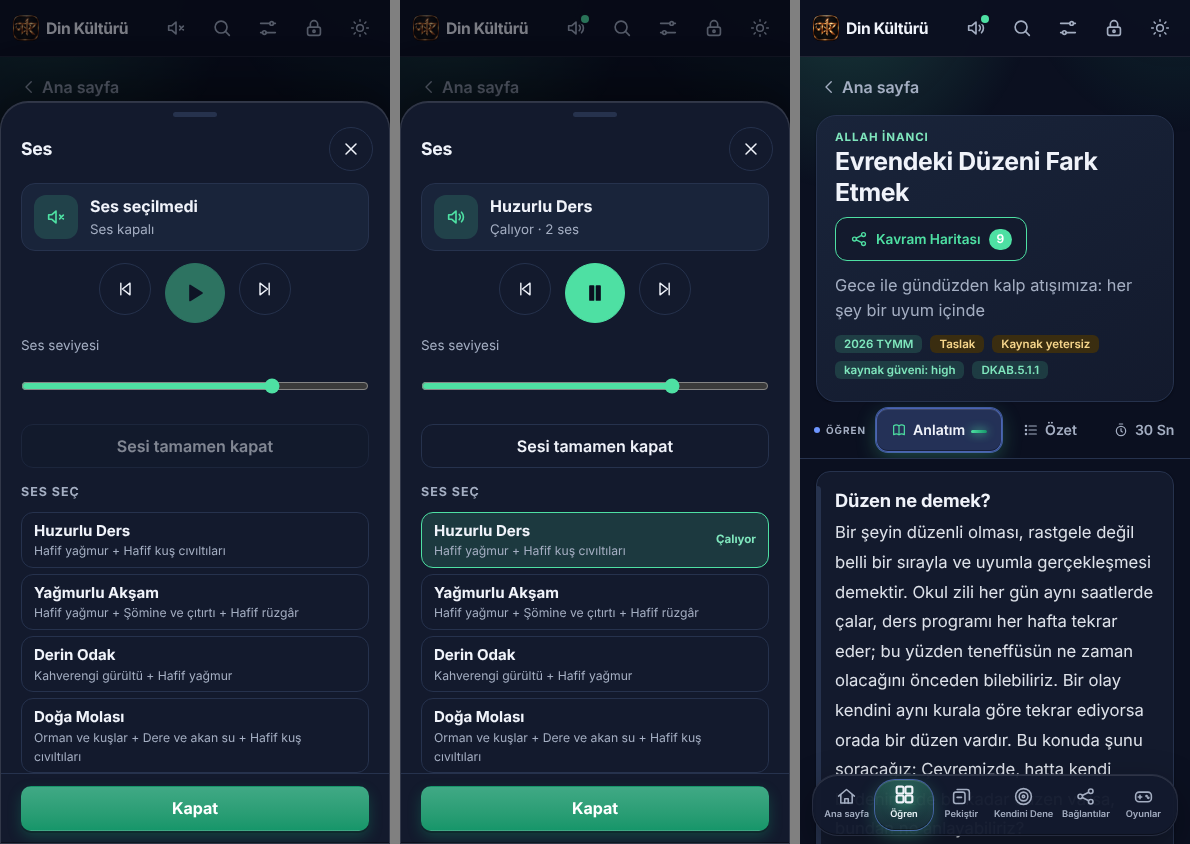 Din Kültürü
Ana sayfa
Ses
Ses seçilmedi
Ses kapalı
Ses seviyesi
Sesi tamamen kapat
SES SEÇ
Huzurlu Ders
Hafif yağmur + Hafif kuş cıvıltıları
Yağmurlu Akşam
Hafif yağmur + Şömine ve çıtırtı + Hafif rüzgâr
Derin Odak
Kahverengi gürültü + Hafif yağmur
Doğa Molası
Orman ve kuşlar + Dere ve akan su + Hafif kuş
cıvıltıları
Kapat
Din Kültürü
Ana sayfa
Ses
Huzurlu Ders
Çalıyor · 2 ses
Ses seviyesi
Sesi tamamen kapat
SES SEÇ
Huzurlu Ders
Hafif yağmur + Hafif kuş cıvıltıları
Çalıyor
Yağmurlu Akşam
Hafif yağmur + Şömine ve çıtırtı + Hafif rüzgâr
Derin Odak
Kahverengi gürültü + Hafif yağmur
Doğa Molası
Orman ve kuşlar + Dere ve akan su + Hafif kuş
cıvıltıları
Kapat
Din Kültürü
Ana sayfa
ALLAH İNANCI
Evrendeki Düzeni Fark
Etmek
Kavram Haritası 9
Gece ile gündüzden kalp atışımıza: her
şey bir uyum içinde
2026 TYMM Taslak Kaynak yetersiz
kaynak güveni: high DKAB.5.1.1
ÖĞREN Anlatım Özet 30 Sn
Düzen ne demek?
Bir şeyin düzenli olması, rastgele değil
belli bir sırayla ve uyumla gerçekleşmesi
demektir. Okul zili her gün aynı saatlerde
çalar, ders programı her hafta tekrar
eder; bu yüzden teneffüsün ne zaman
olacağını önceden bilebiliriz. Bir olay
kendini aynı kurala göre tekrar ediyorsa
orada bir düzen vardır. Bu konuda şunu
soracağız: Çevremizde, hatta kendi
Ana sayfa Öğren Pekiştir Kendini Dene Bağlantılar Oyunlar